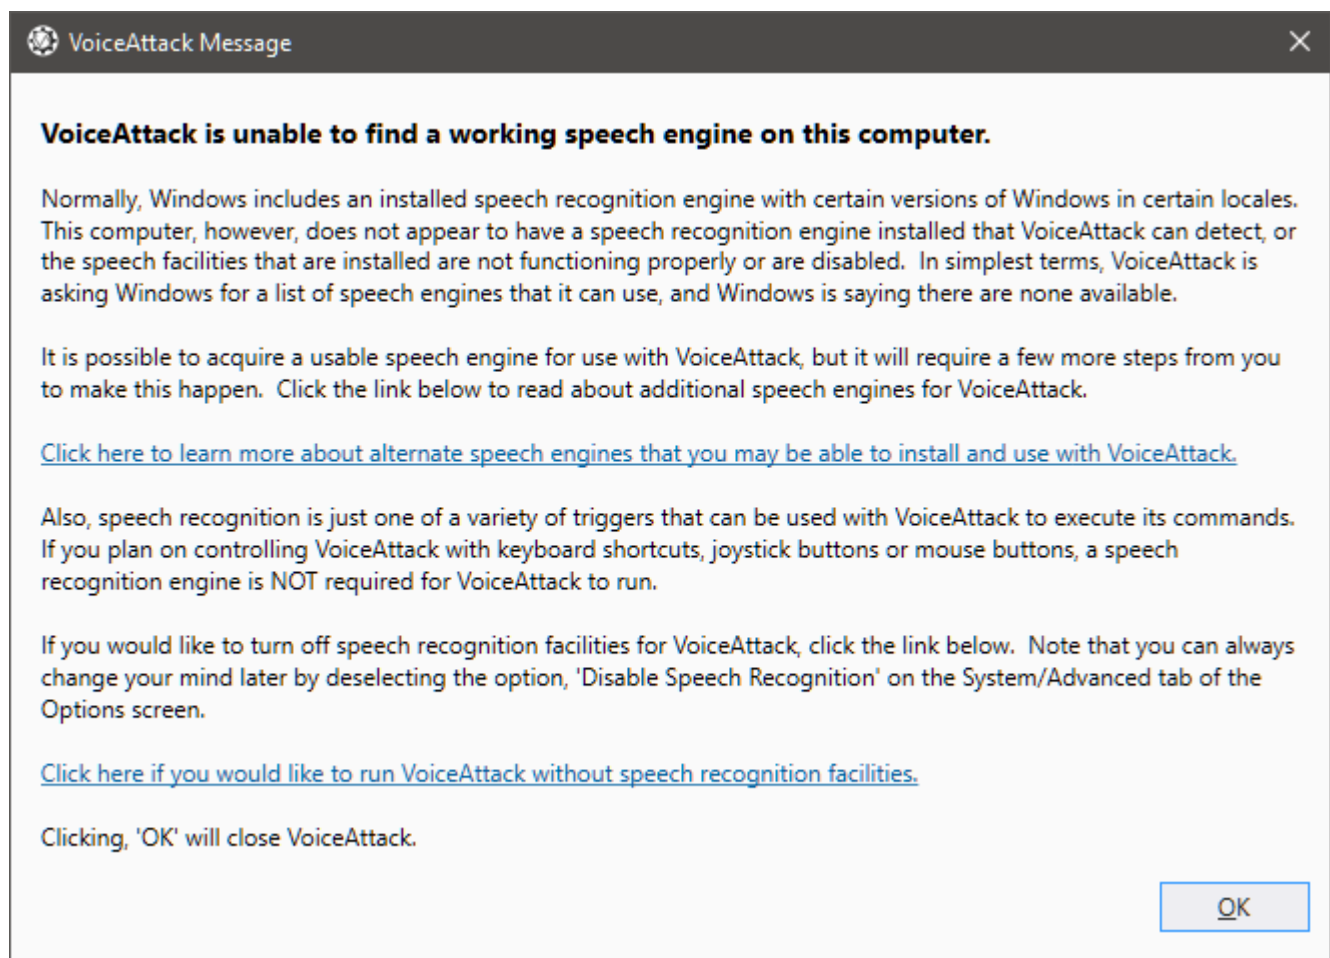 VoiceAttack Message
VoiceAttack is unable to find a working speech engine on this computer.
Normally, Windows includes an installed speech recognition engine with certain versions of Windows in certain locales.
This computer, however, does not appear to have a speech recognition engine installed that VoiceAttack can detect, or
the speech facilities that are installed are not functioning properly or are disabled.  In simplest terms, VoiceAttack is
asking Windows for a list of speech engines that it can use, and Windows is saying there are none available.
It is possible to acquire a usable speech engine for use with VoiceAttack, but it will require a few more steps from you
to make this happen.  Click the link below to read about additional speech engines for VoiceAttack.
Click here to learn more about alternate speech engines that you may be able to install and use with VoiceAttack.
Also, speech recognition is just one of a variety of triggers that can be used with VoiceAttack to execute its commands.
If you plan on controlling VoiceAttack with keyboard shortcuts, joystick buttons or mouse buttons, a speech
recognition engine is NOT required for VoiceAttack to run.
If you would like to turn off speech recognition facilities for VoiceAttack, click the link below.  Note that you can always
change your mind later by deselecting the option, 'Disable Speech Recognition' on the System/Advanced tab of the
Options screen.
Click here if you would like to run VoiceAttack without speech recognition facilities.
Clicking, 'OK' will close VoiceAttack.
OK